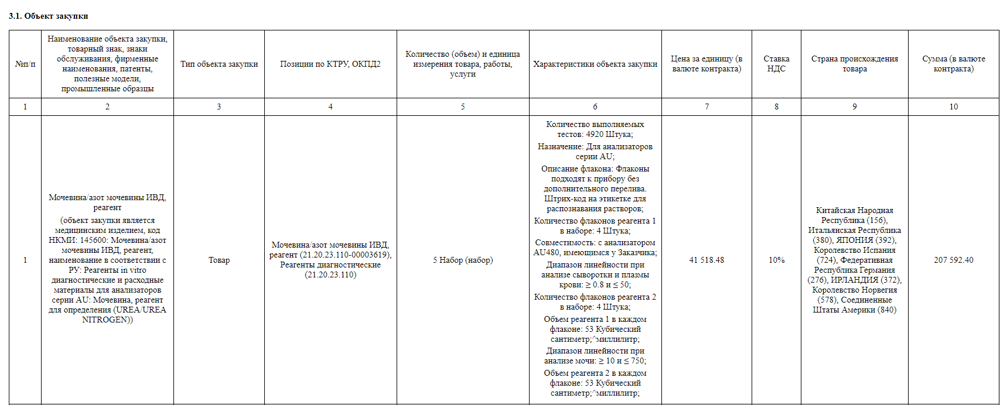 3.1. Объект закупки
№п/п
Наименование объекта закупки,
товарный знак, знаки
обслуживания, фирменные
наименования, патенты,
полезные модели,
промышленные образцы
Тип объекта закупки
Позиции по КТРУ, ОКПД2
Количество (объем) и единица
измерения товара, работы,
услуги
Характеристики объекта закупки
Цена за единицу (в
валюте контракта)
Ставка
НДС
Страна происхождения
товара
Сумма (в валюте
контракта)
1
2
3
4
5
6
7
8
9
10
1
Мочевина/азот мочевины ИВД,
реагент
(объект закупки является
медицинским изделием, код
НКМИ: 145600: Мочевина/азот
мочевины ИВД, реагент,
наименование в соответствии с
РУ: Реагенты in vitro
диагностические и расходные
материалы для анализаторов
серии AU: Мочевина, реагент
для определения (UREA/UREA
NITROGEN))
Товар
Мочевина/азот мочевины ИВД,
реагент (21.20.23.110-00003619),
Реагенты диагностические
(21.20.23.110)
5 Набор (набор)
Количество выполняемых
тестов: 4920 Штука;
Назначение: Для анализаторов
серии AU;
Описание флакона: Флаконы
подходят к прибору без
дополнительного перелива.
Штрих-код на этикетке для
распознавания растворов;
Количество флаконов реагента 1
в наборе: 4 Штука;
Совместимость: с анализатором
AU480, имеющимся у Заказчика;
Диапазон линейности при
анализе сыворотки и плазмы
крови: ≥ 0.8 и ≤ 50;
Количество флаконов реагента 2
в наборе: 4 Штука;
Объем реагента 1 в каждом
флаконе: 53 Кубический
сантиметр;^миллилитр;
Диапазон линейности при
анализе мочи: ≥ 10 и ≤ 750;
Объем реагента 2 в каждом
флаконе: 53 Кубический
сантиметр;^миллилитр;
41 518.48
10%
Китайская Народная
Республика (156),
Итальянская Республика
(380), ЯПОНИЯ (392),
Королевство Испания
(724), Федеративная
Республика Германия
(276), ИРЛАНДИЯ (372),
Королевство Норвегия
(578), Соединенные
Штаты Америки (840)
207 592.40